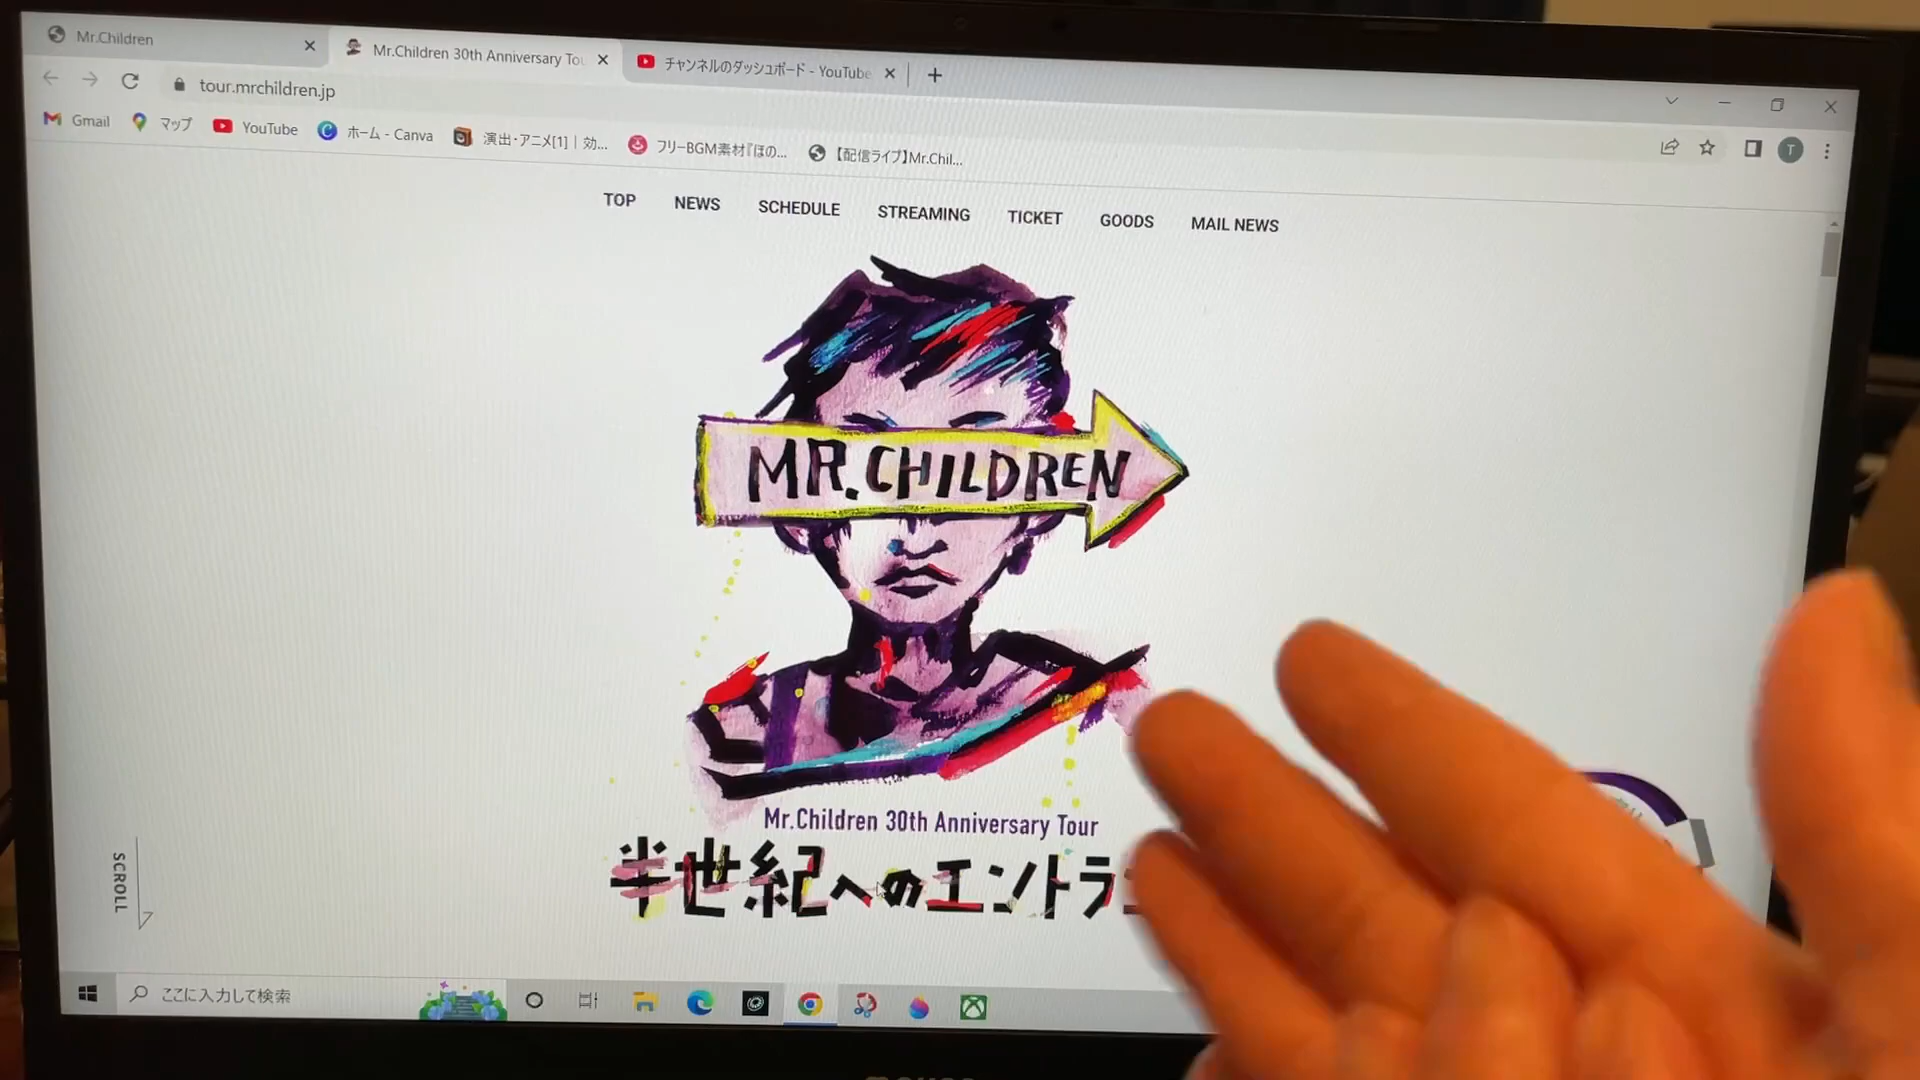 Mr.Children
Mr.Children 30th Anniversary To
チャンネルのダッシュボード - YouTube
tour.mrchildren.jp
Gmail
マップ
YouTube
ホーム - Canva
演出・アニメ[1]｜効...
フリーBGM素材『ほの...
【配信ライブ】Mr.Chil...
T
TOP NEWS SCHEDULE STREAMING TICKET GOODS MAIL NEWS
MR.CHILDREN
Mr.Children 30th Anniversary Tour
半世紀へのエントラ
SCROLL
ここに入力して検索